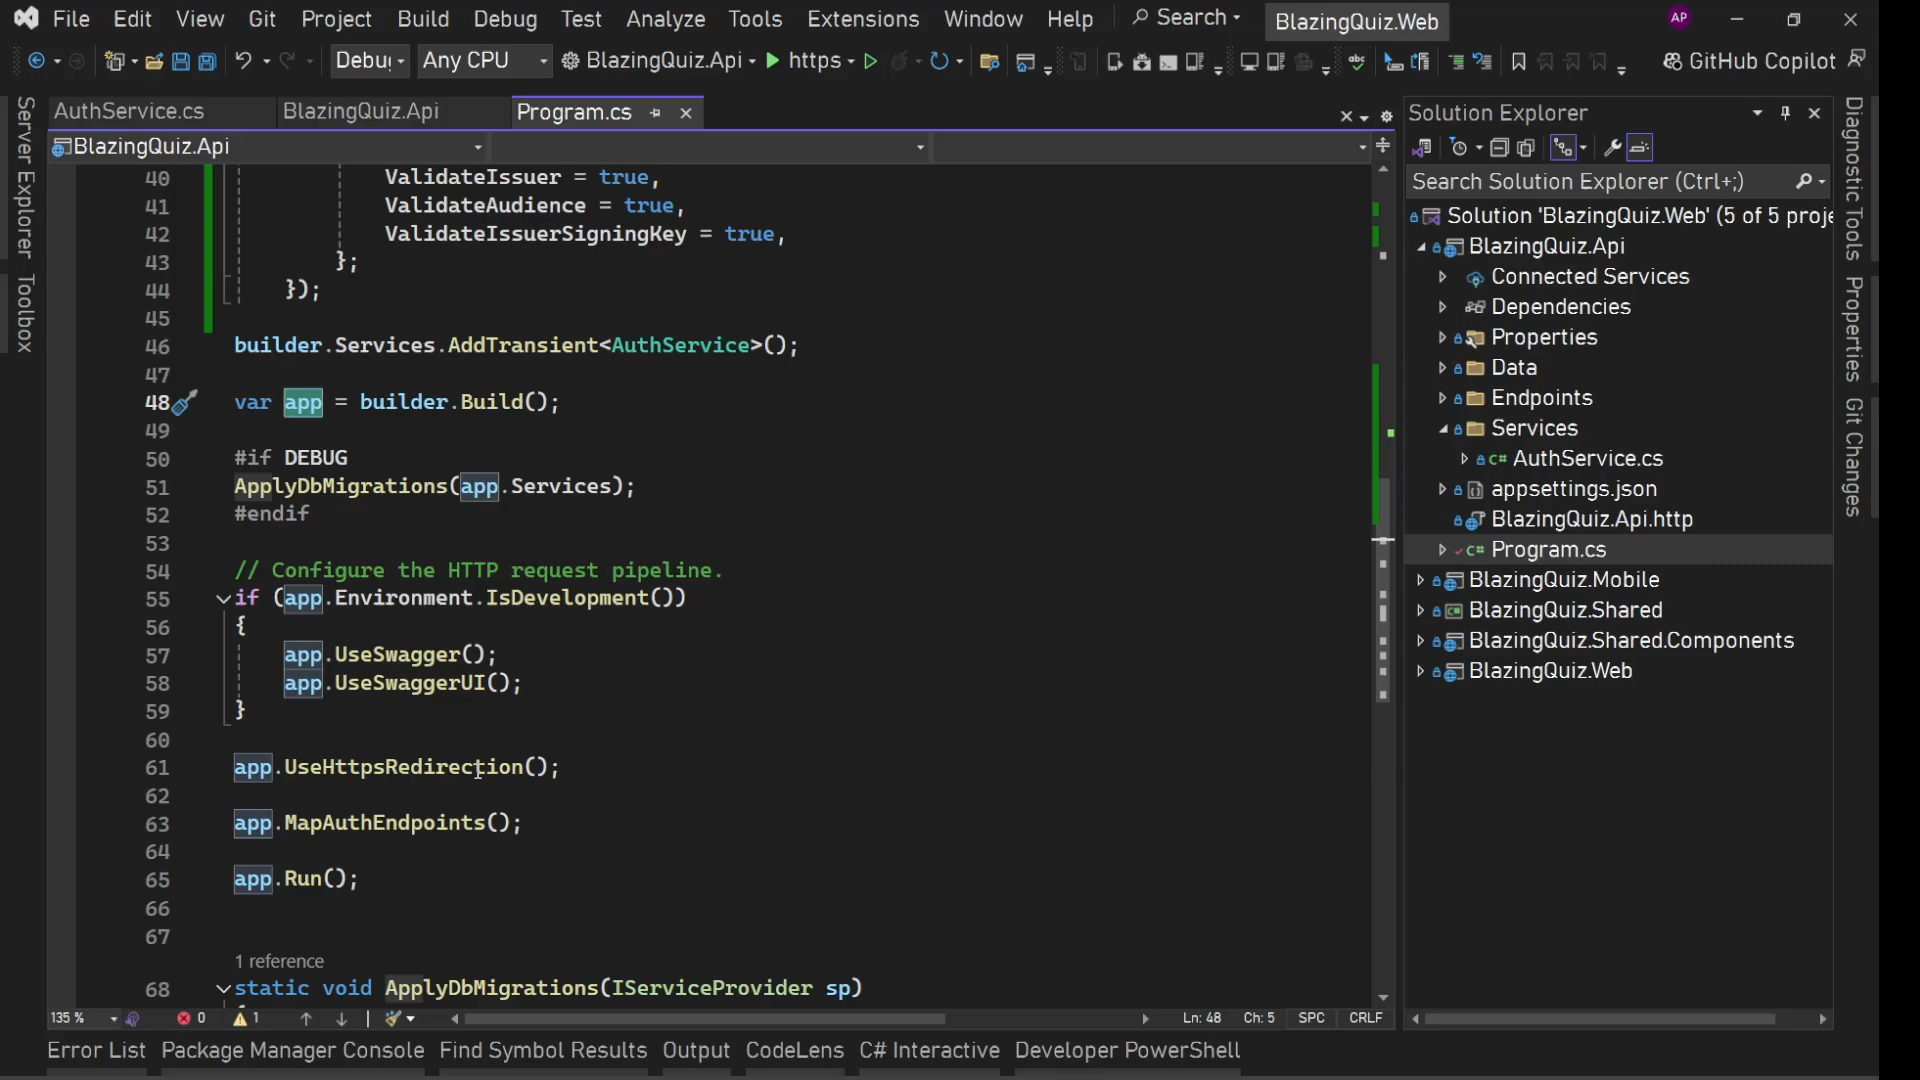 File Edit View Git Project Build Debug Test Analyze Tools Extensions Window Help Search BlazingQuiz.Web AP
Debug Any CPU BlazingQuiz.Api https GitHub Copilot
Server Explorer
Toolbox
AuthService.cs BlazingQuiz.Api Program.cs
BlazingQuiz.Api
40 ValidateIssuer = true,
41 ValidateAudience = true,
42 ValidateIssuerSigningKey = true,
43 };
44 });
45
46 builder.Services.AddTransient<AuthService>();
47
48 var app = builder.Build();
49
50 #if DEBUG
51 ApplyDbMigrations(app.Services);
52 #endif
53
54 // Configure the HTTP request pipeline.
55 if (app.Environment.IsDevelopment())
56 {
57 app.UseSwagger();
58 app.UseSwaggerUI();
59 }
60
61 app.UseHttpsRedirection();
62
63 app.MapAuthEndpoints();
64
65 app.Run();
66
67
1 reference
68 static void ApplyDbMigrations(IServiceProvider sp)
135 % 0 1 Ln: 48 Ch: 5 SPC CRLF
Error List Package Manager Console Find Symbol Results Output CodeLens C# Interactive Developer PowerShell
Solution Explorer
Search Solution Explorer (Ctrl+;)
Solution 'BlazingQuiz.Web' (5 of 5 proje
BlazingQuiz.Api
Connected Services
Dependencies
Properties
Data
Endpoints
Services
C# AuthService.cs
appsettings.json
BlazingQuiz.Api.http
C# Program.cs
BlazingQuiz.Mobile
BlazingQuiz.Shared
BlazingQuiz.Shared.Components
BlazingQuiz.Web
Diagnostic Tools
Properties
Git Changes